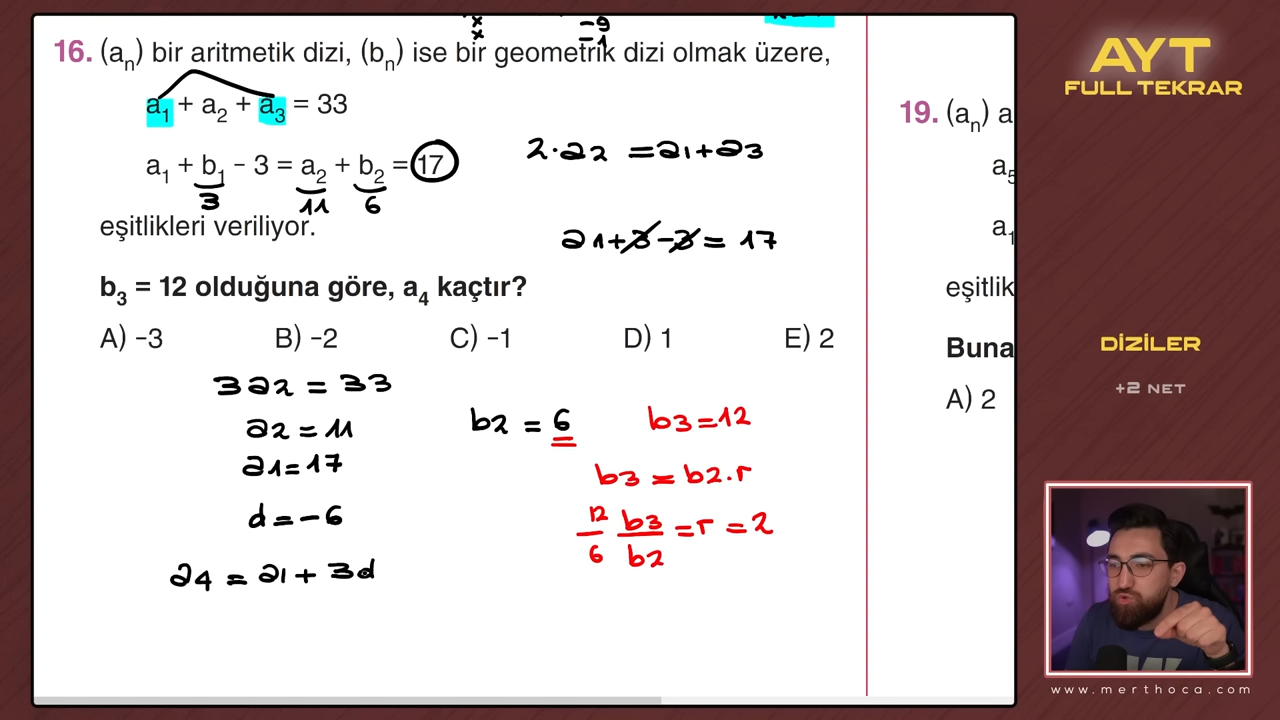 16. (aₙ) bir aritmetik dizi, (bₙ) ise bir geometrik dizi olmak üzere,
a₁ + a₂ + a₃ = 33
a₁ + b₁ − 3 = a₂ + b₂ = 17
3 11 6
eşitlikleri veriliyor.
b₃ = 12 olduğuna göre, a₄ kaçtır?
A) −3 B) −2 C) −1 D) 1 E) 2
2·a2 = a1+a3
a1+3−3 = 17
3a2 = 33
a2 = 11
a1=17
d=−6
a4 = a1 + 3d
b2 = 6
b3=12
b3 = b2.r
12/6 b3/b2 = r = 2
x
x
−9
−1
19. (aₙ) a
a₅
a₁
eşitlik
Buna
A) 2
AYT
FULL TEKRAR
DİZİLER
+2 NET
www.merthoca.com